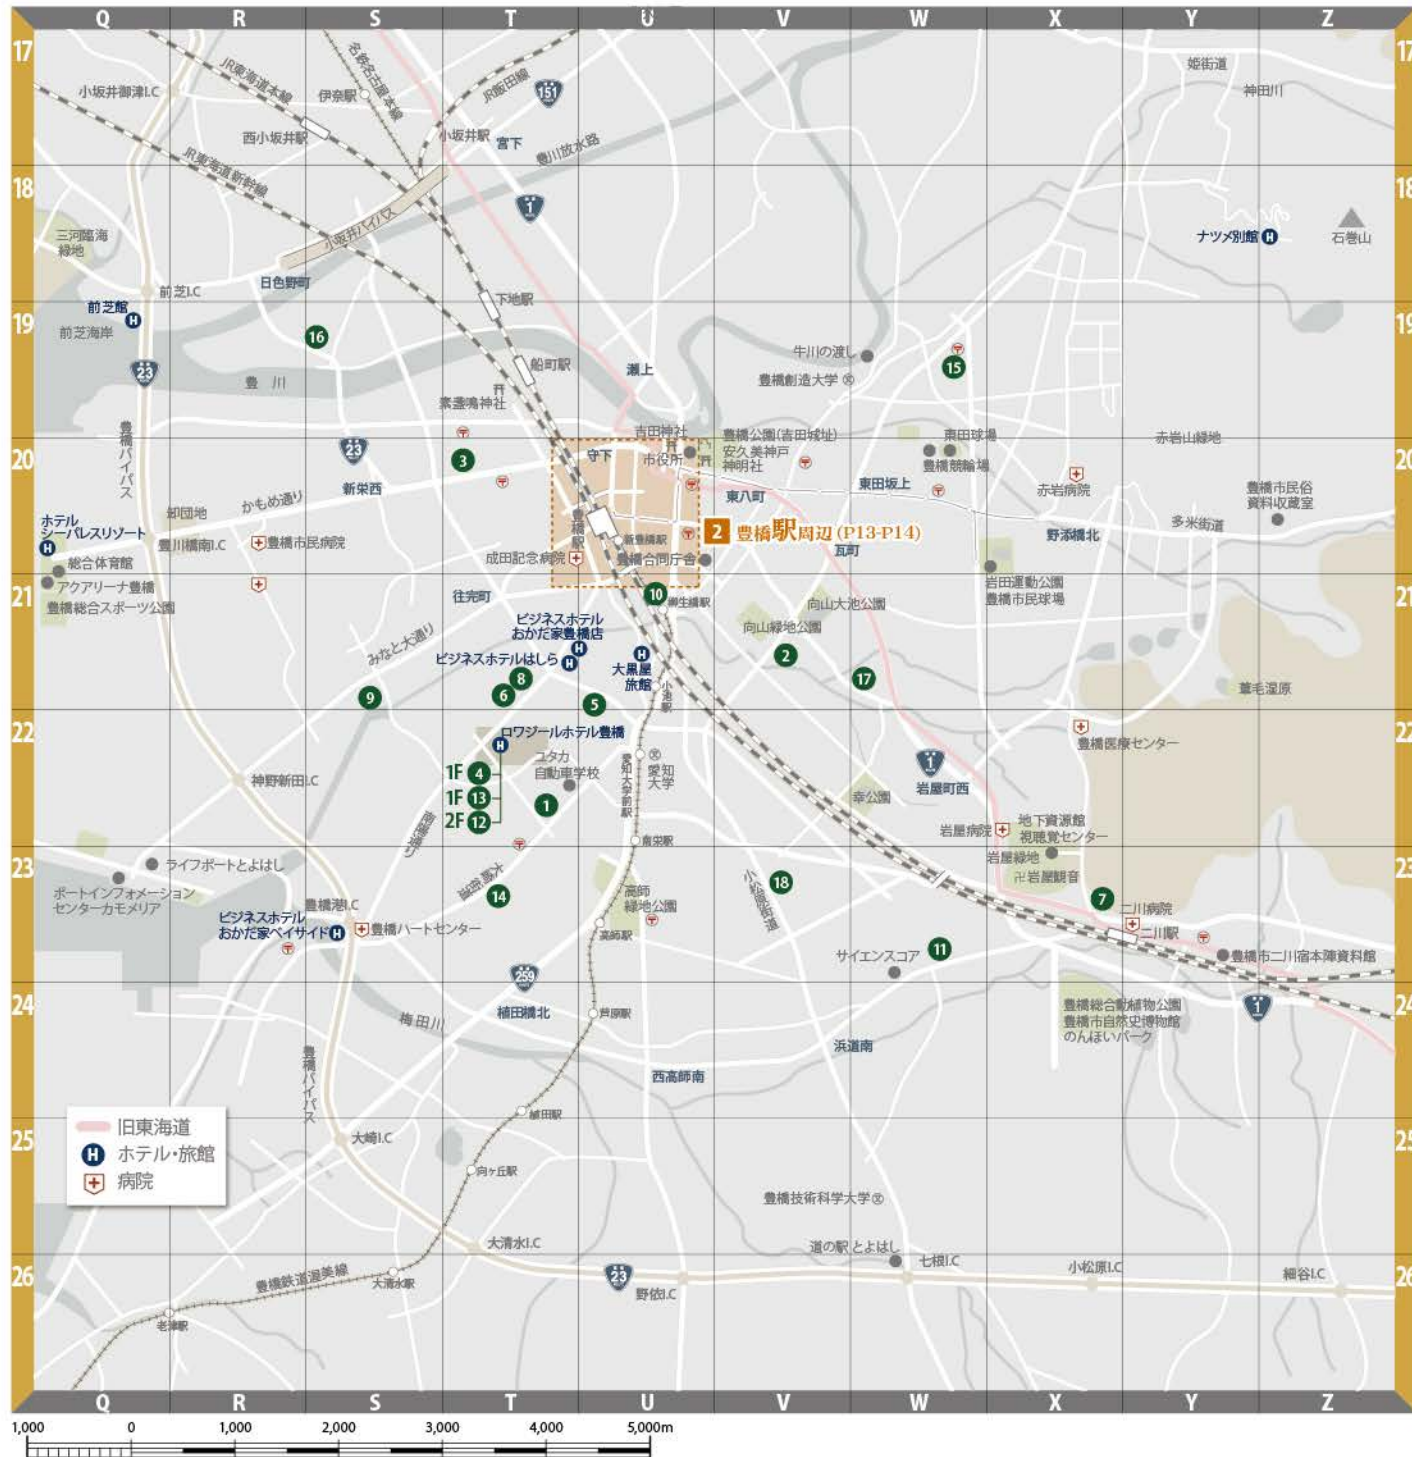 Q R S T U V W X Y Z
17
姫街道
神田川
JR東海道本線
名鉄名古屋本線
JR飯田線
151
小坂井御津I.C
伊奈駅
西小坂井駅
小坂井駅
宮下
豊川放水路
JR東海道新幹線
17
18
1
小坂井バイパス
三河臨海
緑地
ナツメ別館 H
石巻山
日色野町
前芝I.C
18
19
前芝館
H
前芝海岸
下地駅
16
23
船町駅
瀬上
牛川の渡し
豊橋創造大学
15
豊 川
素盞嗚神社
19
20
豊橋バイパス
23
新栄西
3
吉田神社
守下
市役所
豊橋公園(吉田城址)
安久美神戸
神明社
東田球場
豊橋競輪場
赤岩山緑地
東八町
東田坂上
赤岩病院
豊橋市民俗
資料収蔵室
かもめ通り
卸団地
ホテル
シーパレスリゾート
H
豊川橋南I.C
豊橋市民病院
豊橋駅
新豊橋駅
成田記念病院
豊橋合同庁舎
2 豊橋駅周辺(P13-P14)
瓦町
野添橋北
多米街道
20
21
総合体育館
アクアリーナ豊橋
豊橋総合スポーツ公園
往完町
10
柳生橋駅
向山大池公園
向山緑地公園
岩田運動公園
豊橋市民球場
みなと大通り
ビジネスホテル
おかだ家豊橋店
H
ビジネスホテルはしら H
H
大黒屋
旅館
小池駅
8
6
9
5
2
17
葦毛湿原
21
22
ロワジールホテル豊橋
H
ユタカ
自動車学校
愛知大学前駅
愛知
大学
1F 4
1F 13
2F 12
1
神野新田I.C
豊橋医療センター
1
岩屋町西
幸公園
岩屋病院
地下資源館
視聴覚センター
22
23
ライフポートとよはし
ポートインフォメーション
センターカモメリア
豊橋港I.C
ビジネスホテル
おかだ家ベイサイド H
豊橋ハートセンター
大崎街道
14
南栄駅
高師
緑地公園
高師駅
小松原街道
18
サイエンスコア
11
岩屋緑地
卍岩屋観音
7
二川病院
二川駅
豊橋市二川宿本陣資料館
23
24
259
植田橋北
梅田川
芦原駅
豊橋バイパス
西高師南
浜道南
豊橋総合動植物公園
豊橋市自然史博物館
のんほいパーク
1
植田駅
24
25
旧東海道
H ホテル・旅館
病院
大崎I.C
向ヶ丘駅
豊橋技術科学大学
25
26
大清水I.C
道の駅 とよはし
七根I.C
小松原I.C
細谷I.C
豊橋鉄道渥美線
大清水駅
23
野依I.C
老津駅
26
Q R S T U V W X Y Z
1,000 0 1,000 2,000 3,000 4,000 5,000m